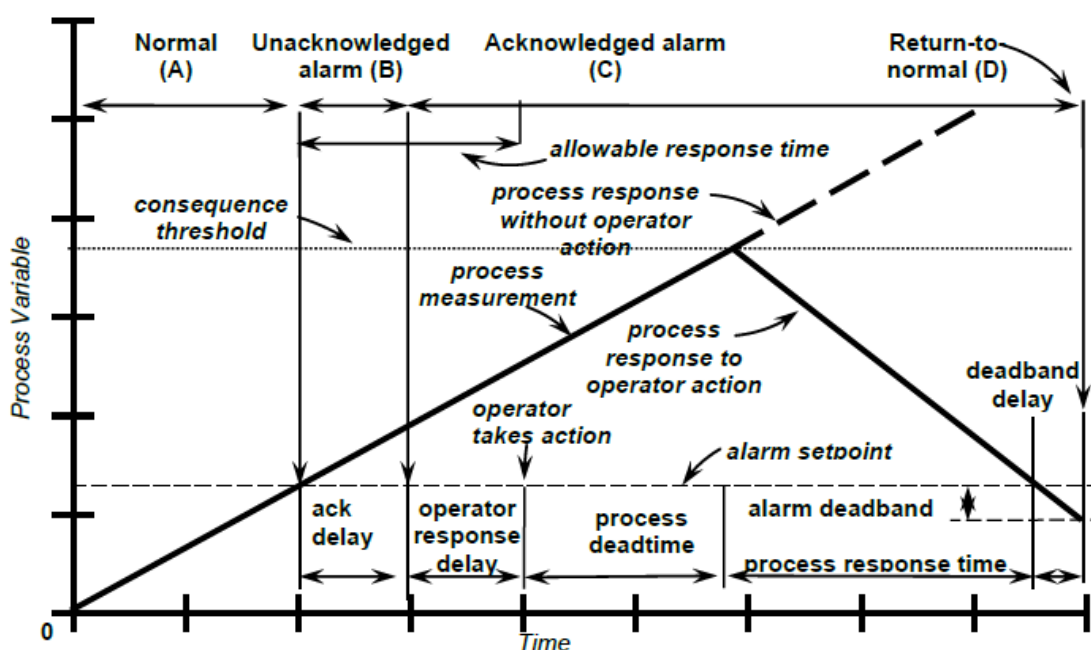 Normal
(A)
Unacknowledged
alarm (B)
Acknowledged alarm
(C)
Return-to
normal (D)
allowable response time
consequence
threshold
process response
without operator
action
process
measurement
process
response to
operator action
deadband
delay
operator
takes action
alarm setpoint
ack
delay
operator
response
delay
process
deadtime
alarm deadband
process response time
Process Variable
0
Time